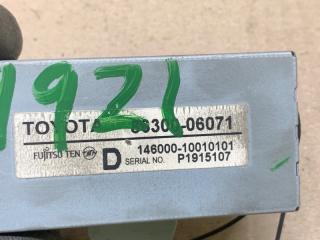 1921
TOYOTA 86300-06071
FUJITSU TEN
D
146000-10010101
SERIAL NO. P1915107